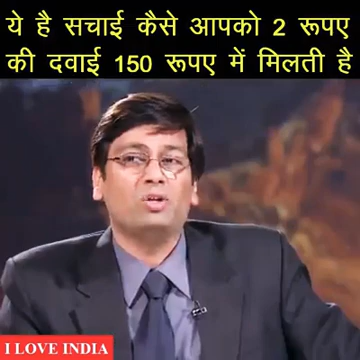 ये है सचाई कैसे आपको 2 रूपए
की दवाई 150 रूपए में मिलती है
I LOVE INDIA